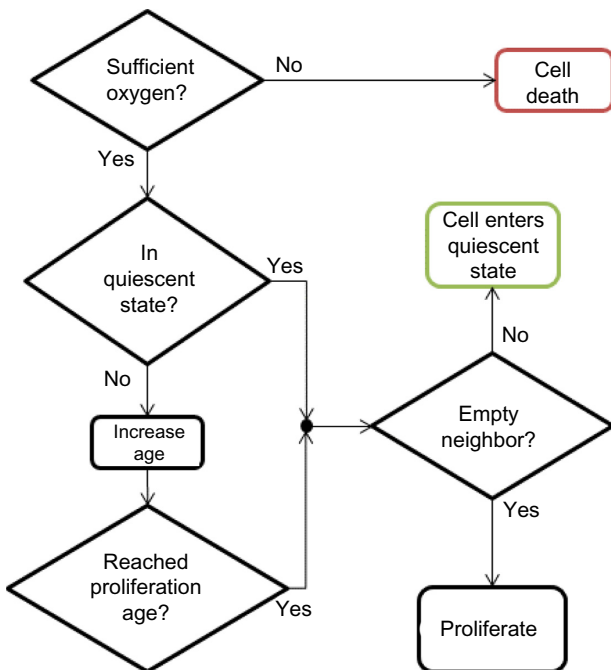 Sufficient
oxygen?
No
Cell
death
Yes
In
quiescent
state?
Yes
Cell enters
quiescent
state
No
No
Increase
age
Empty
neighbor?
Yes
Reached
proliferation
age?
Yes
Proliferate